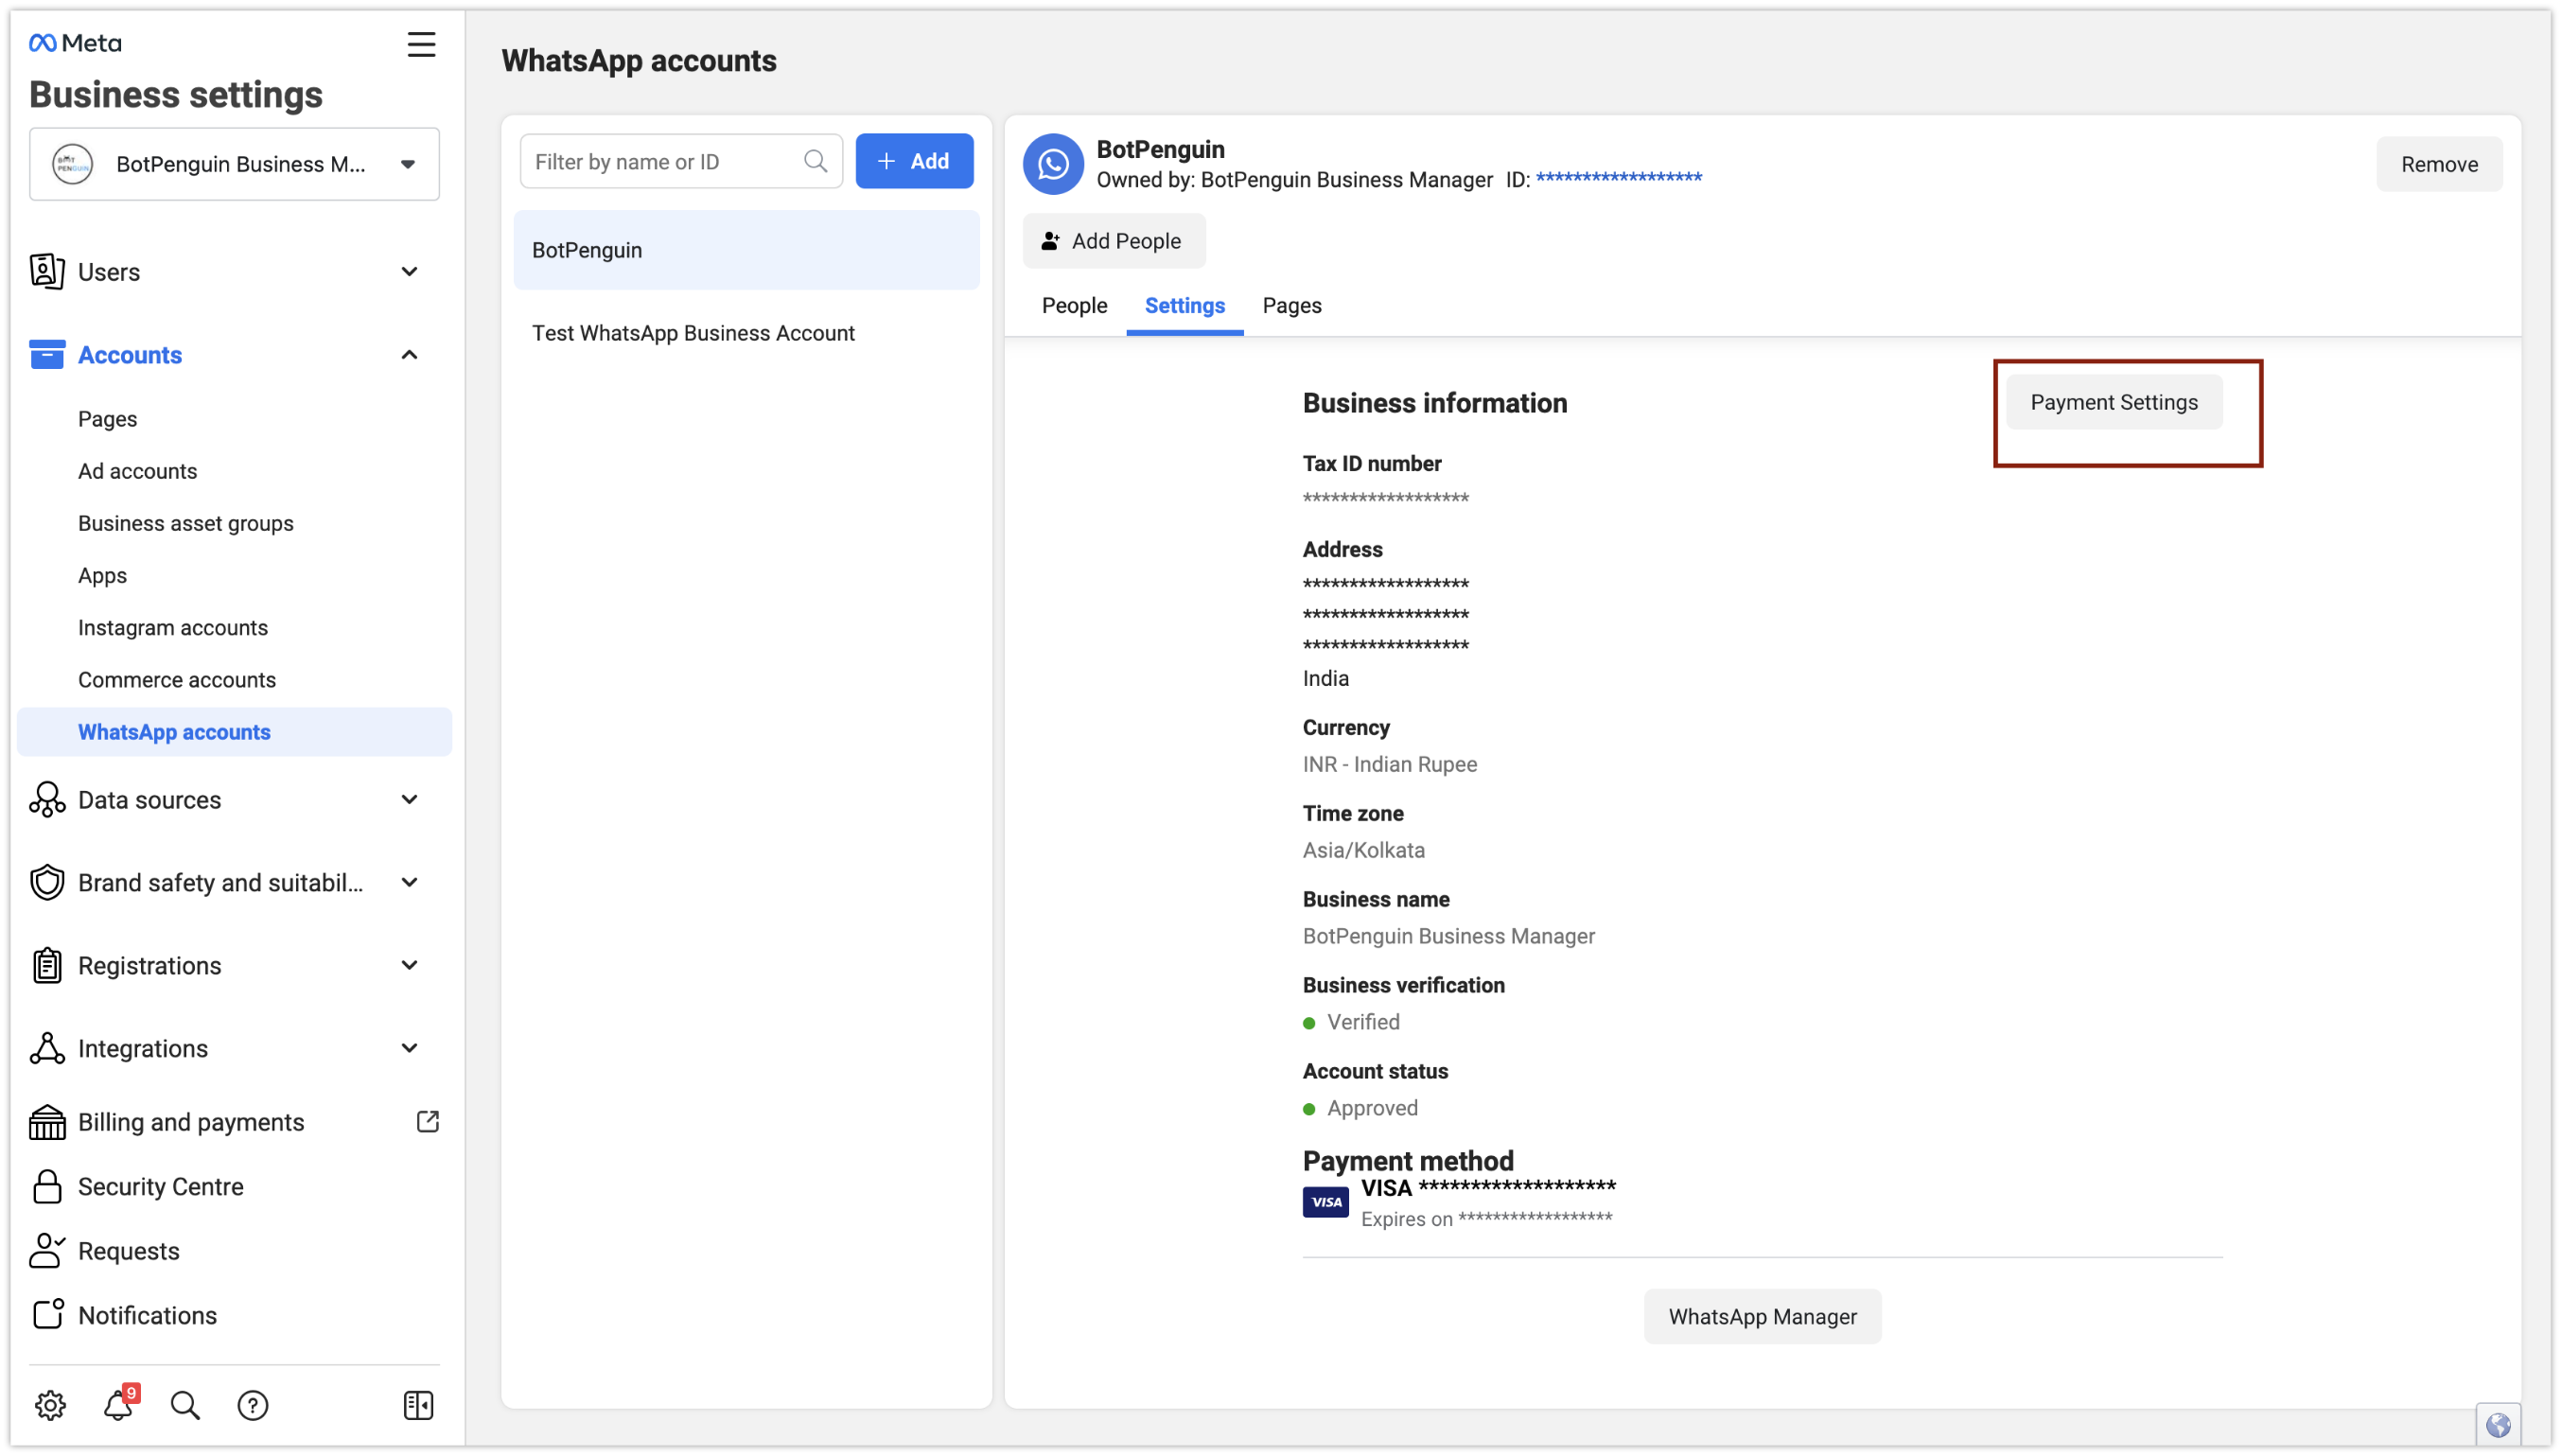 Meta
Business settings
BotPenguin Business M...
Users
Accounts
Pages
Ad accounts
Business asset groups
Apps
Instagram accounts
Commerce accounts
WhatsApp accounts
Data sources
Brand safety and suitabil...
Registrations
Integrations
Billing and payments
Security Centre
Requests
Notifications
9
WhatsApp accounts
Filter by name or ID
+ Add
BotPenguin
Test WhatsApp Business Account
BotPenguin
Owned by: BotPenguin Business Manager ID: ******************
Remove
Add People
People Settings Pages
Business information
Payment Settings
Tax ID number
******************
Address
******************
******************
******************
India
Currency
INR - Indian Rupee
Time zone
Asia/Kolkata
Business name
BotPenguin Business Manager
Business verification
Verified
Account status
Approved
Payment method
VISA
VISA *******************
Expires on ******************
WhatsApp Manager